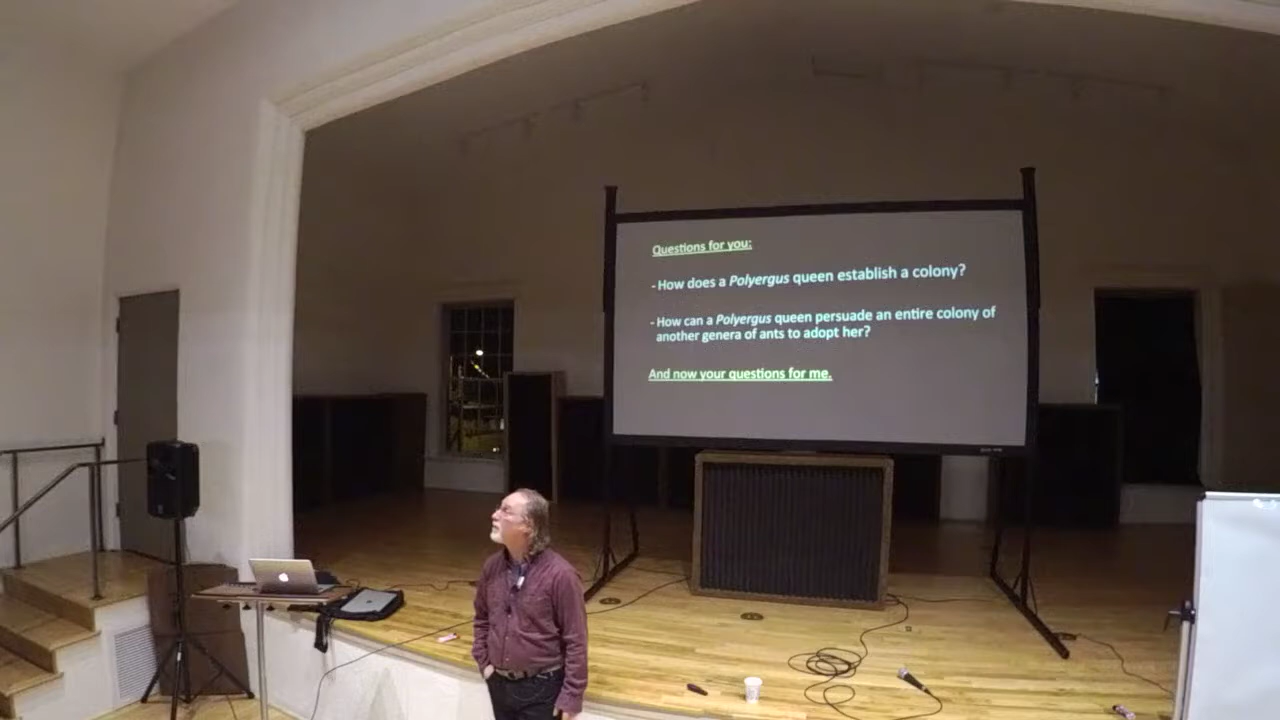 Questions for you:
- How does a Polyergus queen establish a colony?
- How can a Polyergus queen persuade an entire colony of
another genera of ants to adopt her?
And now your questions for me.